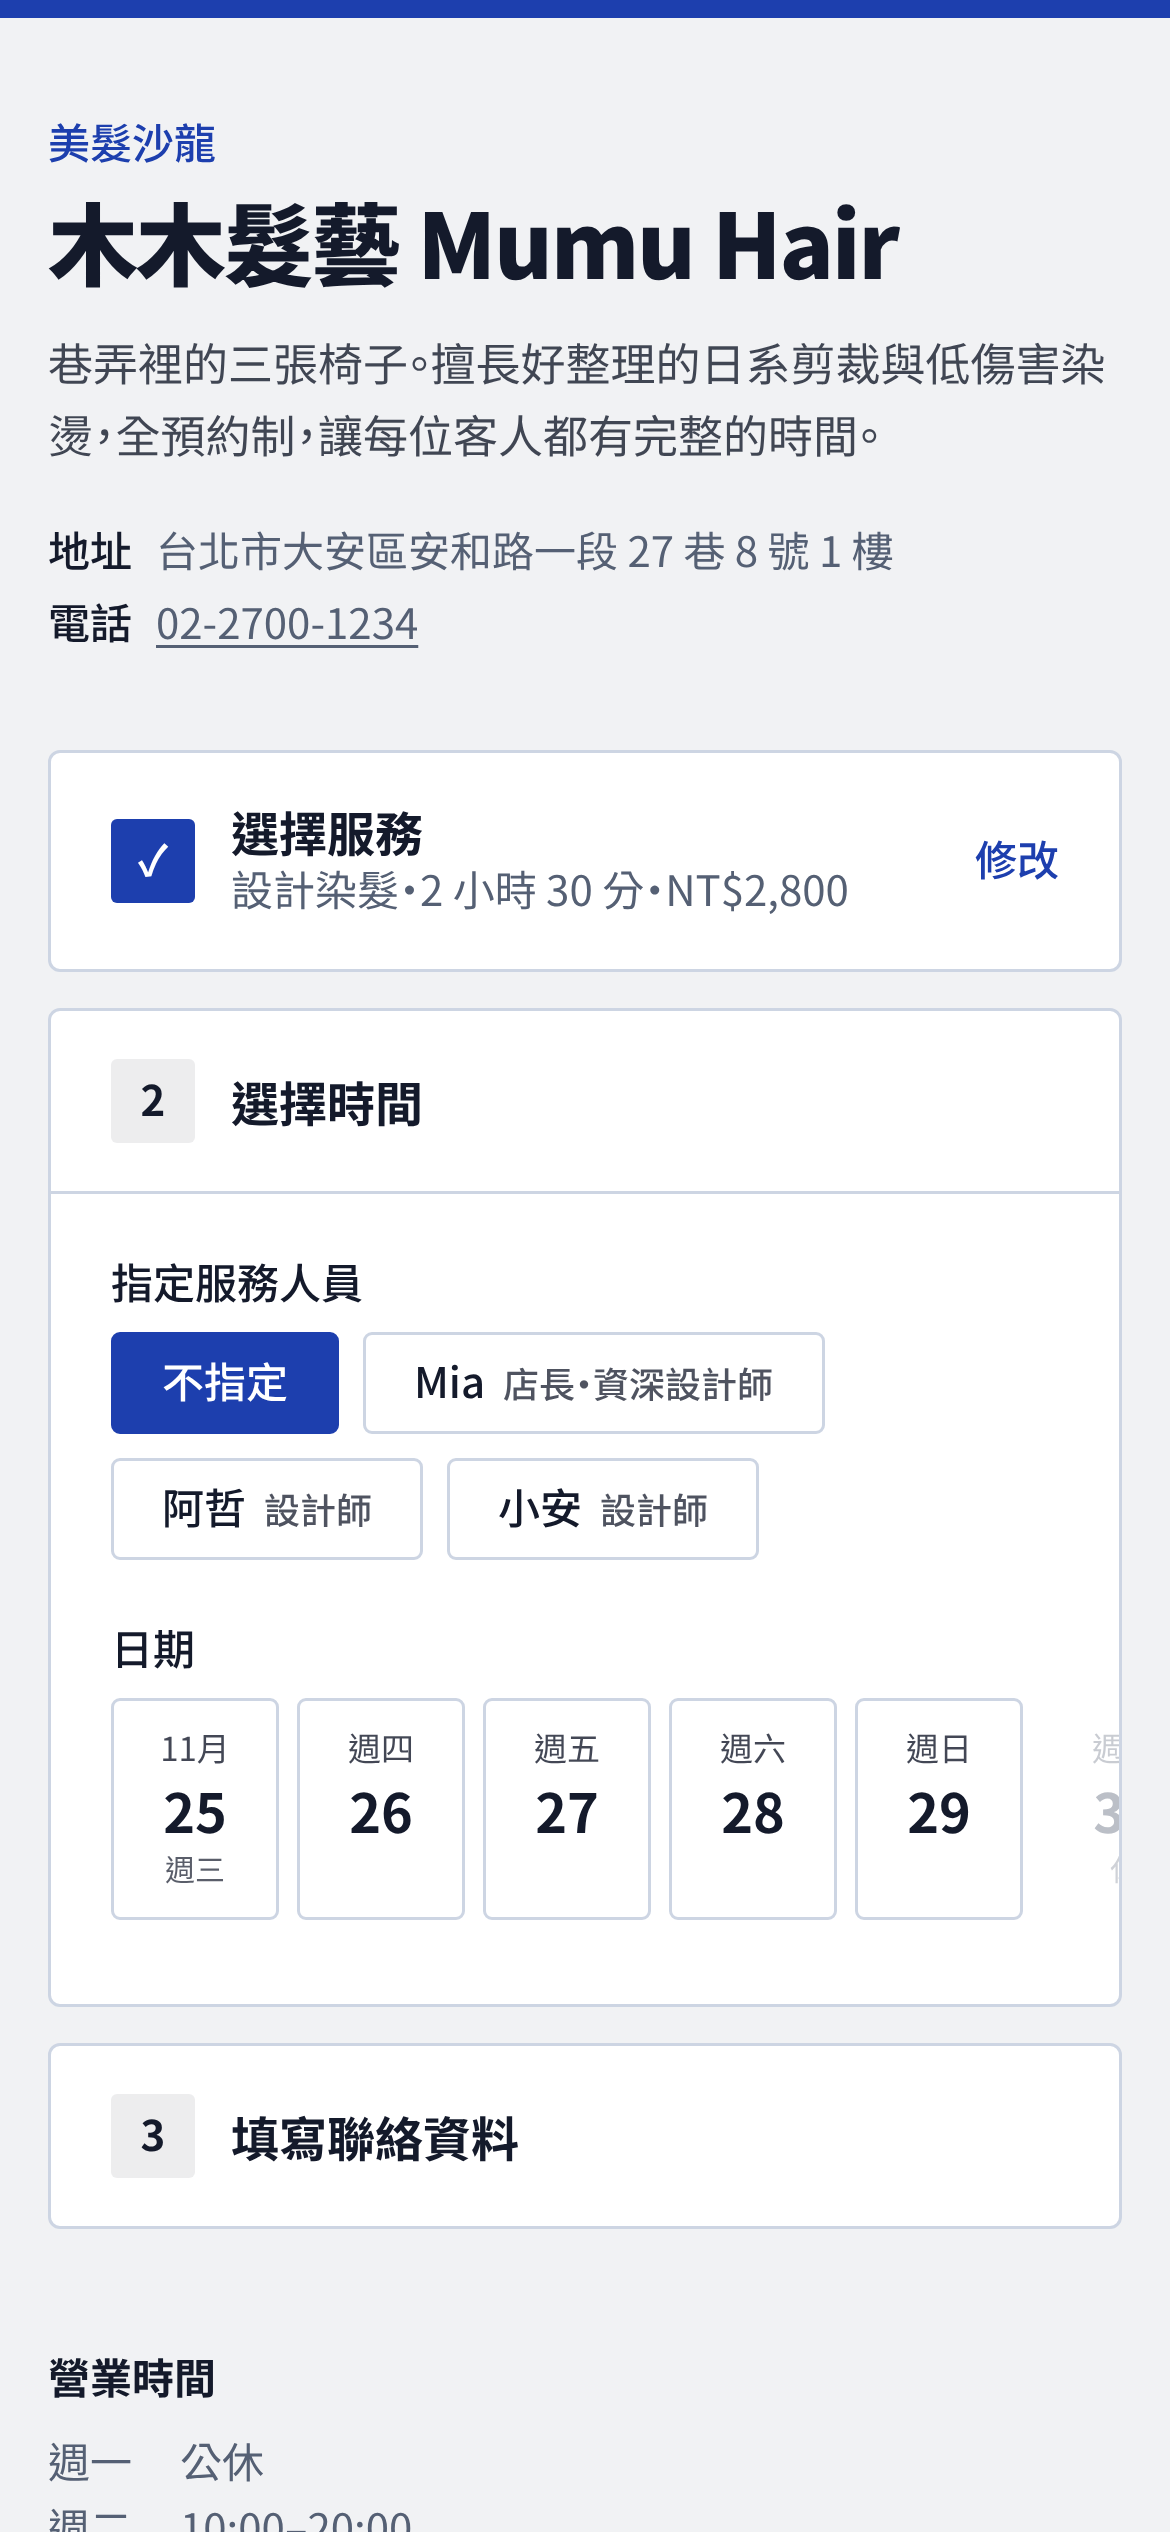 美髮沙龍
木木髮藝 Mumu Hair
巷弄裡的三張椅子。擅長好整理的日系剪裁與低傷害染
燙，全預約制，讓每位客人都有完整的時間。
地址 台北市大安區安和路一段 27 巷 8 號 1 樓
電話 02-2700-1234
✓ 選擇服務
設計染髮・2 小時 30 分・NT$2,800
修改
2 選擇時間
指定服務人員
不指定 Mia 店長・資深設計師
阿哲 設計師 小安 設計師
日期
11月 週四 週五 週六 週日 週
25 26 27 28 29 3
週三
3 填寫聯絡資料
營業時間
週一 公休
週二 10:00–20:00